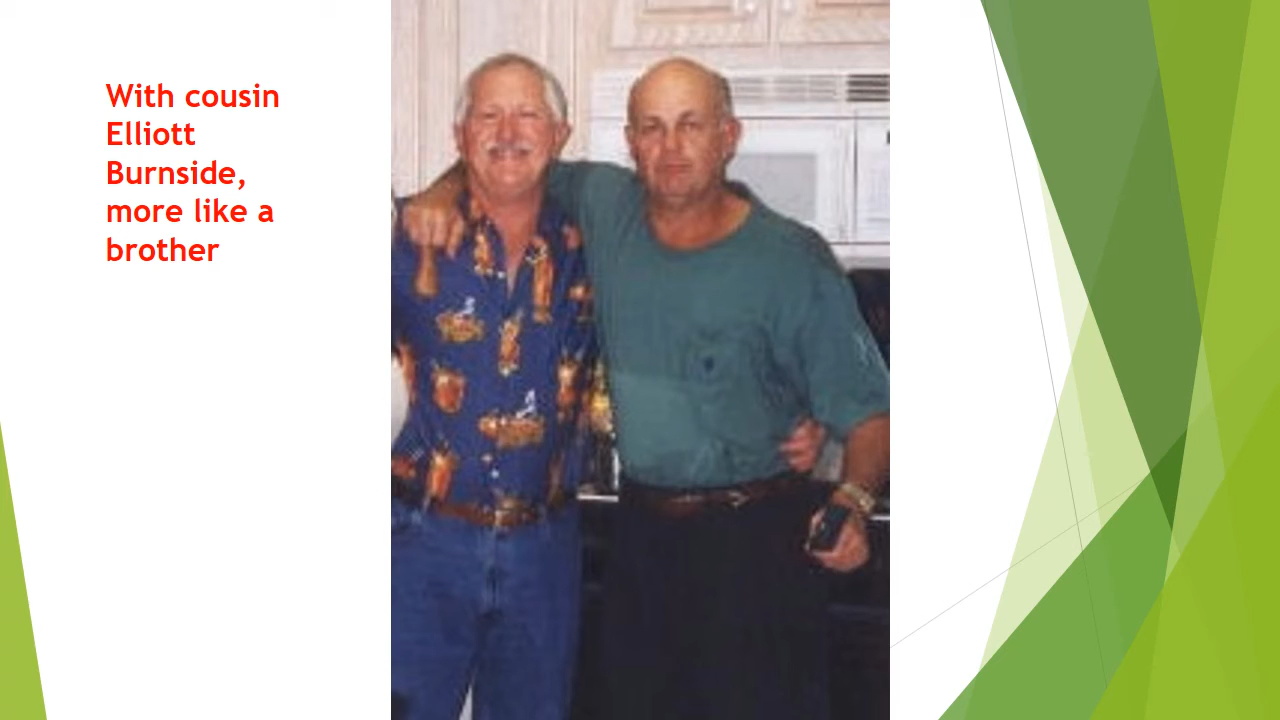 With cousin
Elliott
Burnside,
more like a
brother